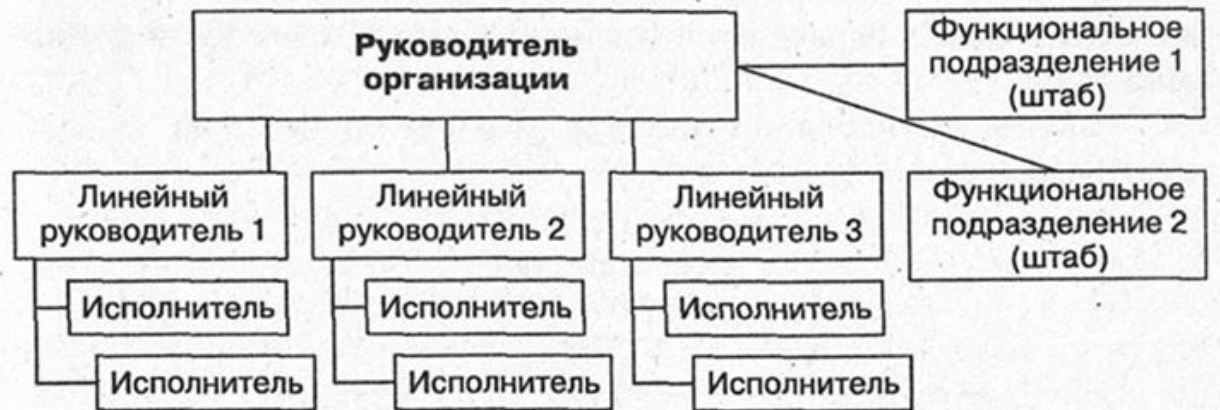 Руководитель
организации
Функциональное
подразделение 1
(штаб)
Линейный
руководитель 1
Линейный
руководитель 2
Линейный
руководитель 3
Функциональное
подразделение 2
(штаб)
Исполнитель
Исполнитель
Исполнитель
Исполнитель
Исполнитель
Исполнитель